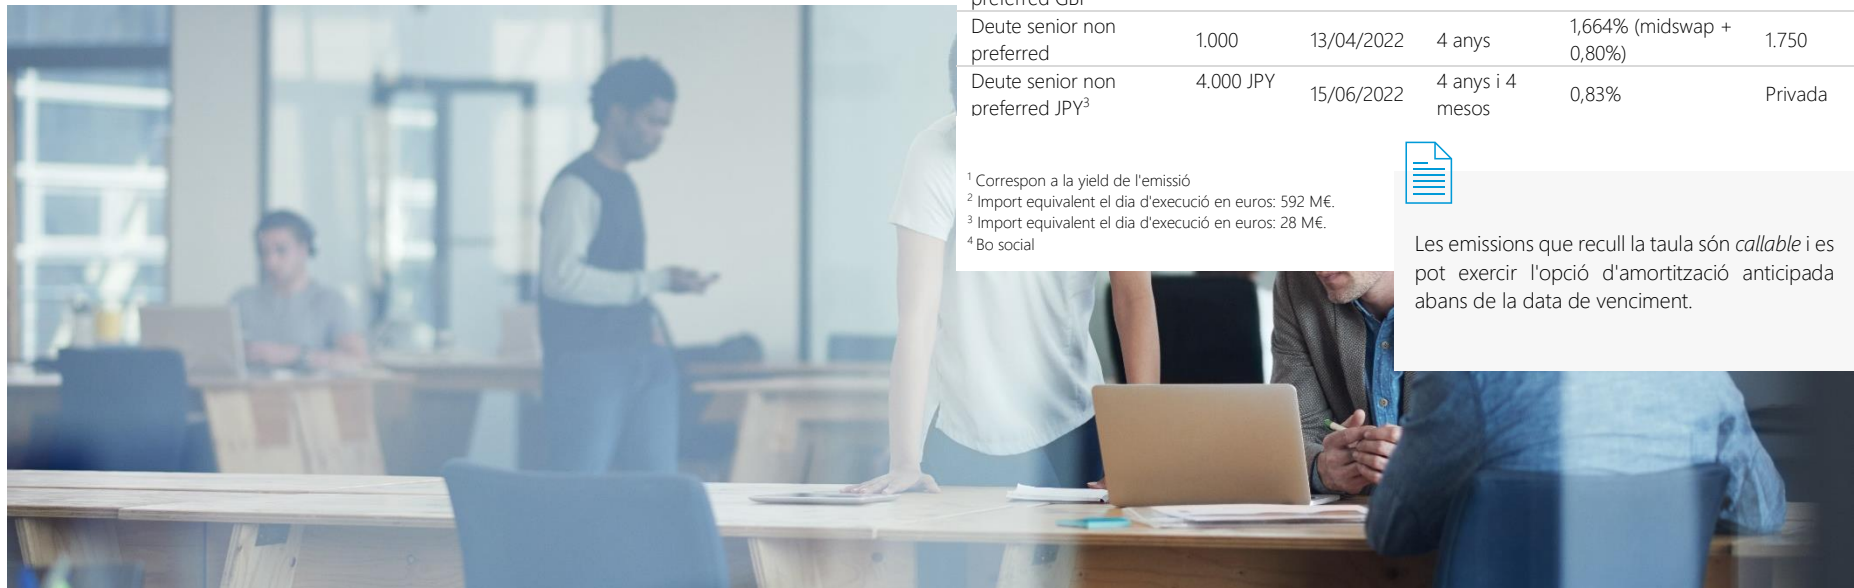 preferred GBP
Deute senior non
preferred
1.000
13/04/2022
4 anys
1,664% (midswap +
0,80%)
1.750
Deute senior non
preferred JPY³
4.000 JPY
15/06/2022
4 anys i 4
mesos
0,83%
Privada
¹ Correspon a la yield de l'emissió
² Import equivalent el dia d'execució en euros: 592 M€.
³ Import equivalent el dia d'execució en euros: 28 M€.
⁴ Bo social
Les emissions que recull la taula són callable i es
pot exercir l'opció d'amortització anticipada
abans de la data de venciment.